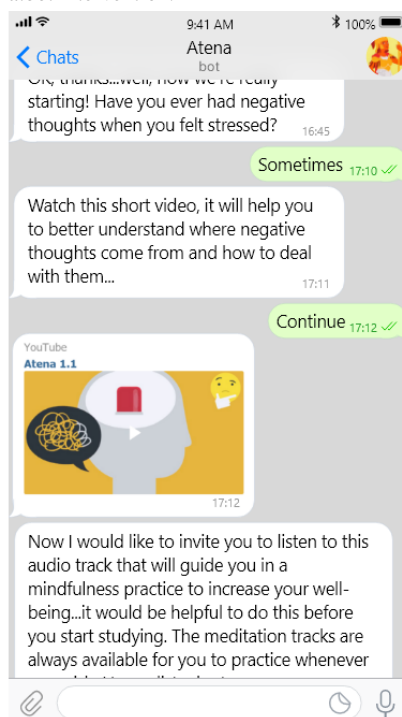 9:41 AM
100%
Chats
Atena
bot
OK, thanks...well, now we're really
starting! Have you ever had negative
thoughts when you felt stressed?
16:45
Sometimes 17:10
Watch this short video, it will help you
to better understand where negative
thoughts come from and how to deal
with them...
17:11
Continue 17:12
YouTube
Atena 1.1
17:12
Now I would like to invite you to listen to this
audio track that will guide you in a
mindfulness practice to increase your well-
being...it would be helpful to do this before
you start studying. The meditation tracks are
always available for you to practice whenever